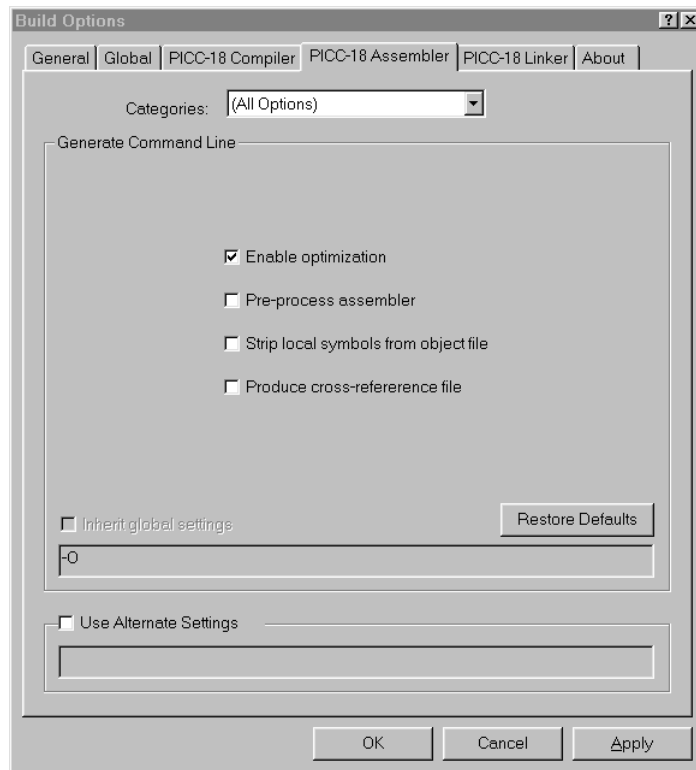 Build Options
General Global PICC-18 Compiler PICC-18 Assembler PICC-18 Linker About
Categories: (All Options)
Generate Command Line
Enable optimization
Pre-process assembler
Strip local symbols from object file
Produce cross-refererence file
Inherit global settings Restore Defaults
-O
Use Alternate Settings
OK Cancel Apply